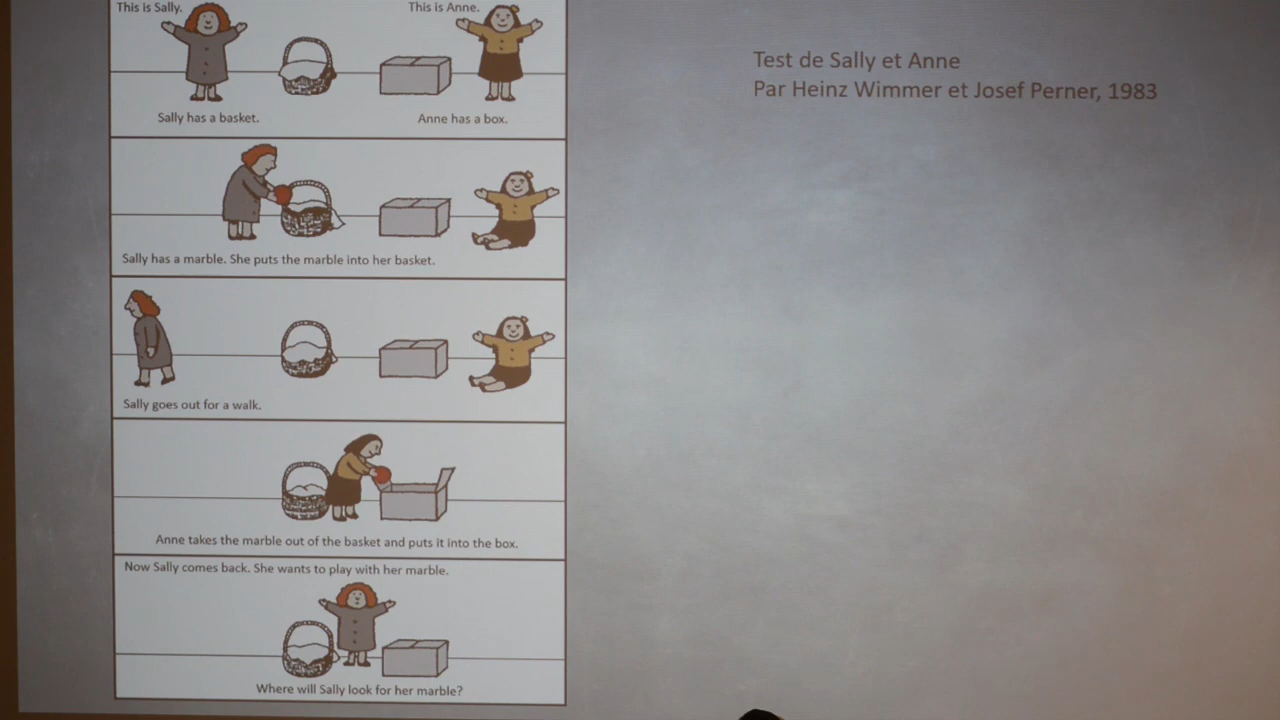 This is Sally.
This is Anne.
Sally has a basket.
Anne has a box.
Sally has a marble. She puts the marble into her basket.
Sally goes out for a walk.
Anne takes the marble out of the basket and puts it into the box.
Now Sally comes back. She wants to play with her marble.
Where will Sally look for her marble?
Test de Sally et Anne
Par Heinz Wimmer et Josef Perner, 1983